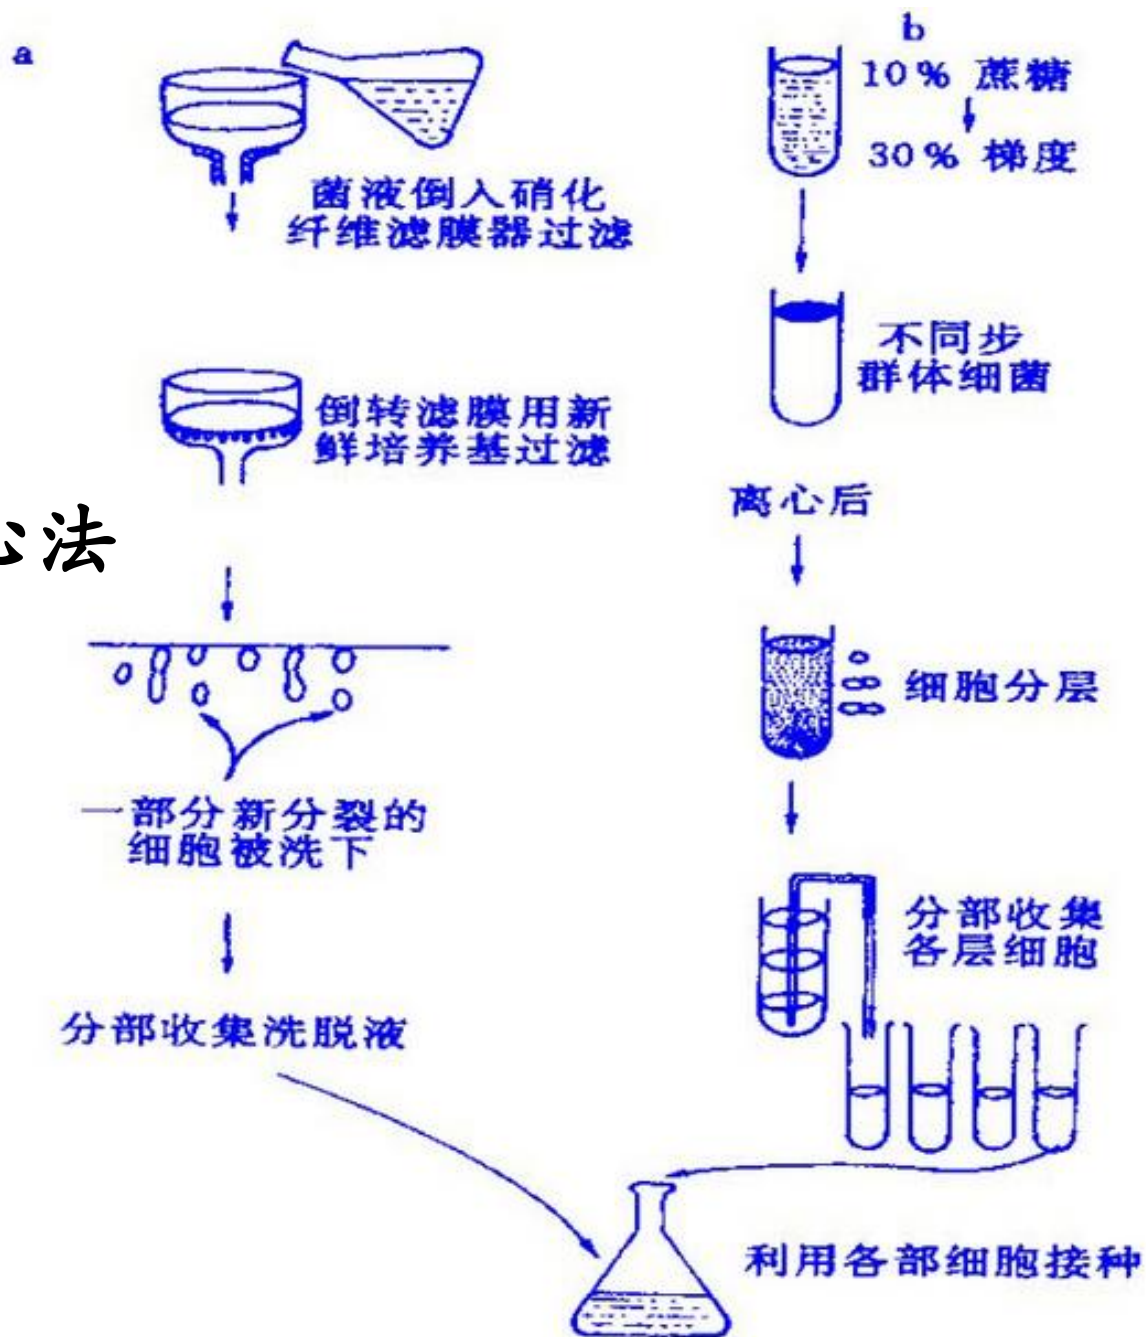 a
菌液倒入硝化
纤维滤膜器过滤
倒转滤膜用新
鲜培养基过滤
心法
一部分新分裂的
细胞被洗下
分部收集洗脱液
b
10% 蔗糖
30% 梯度
不同步
群体细菌
离心后
细胞分层
分部收集
各层细胞
利用各部细胞接种